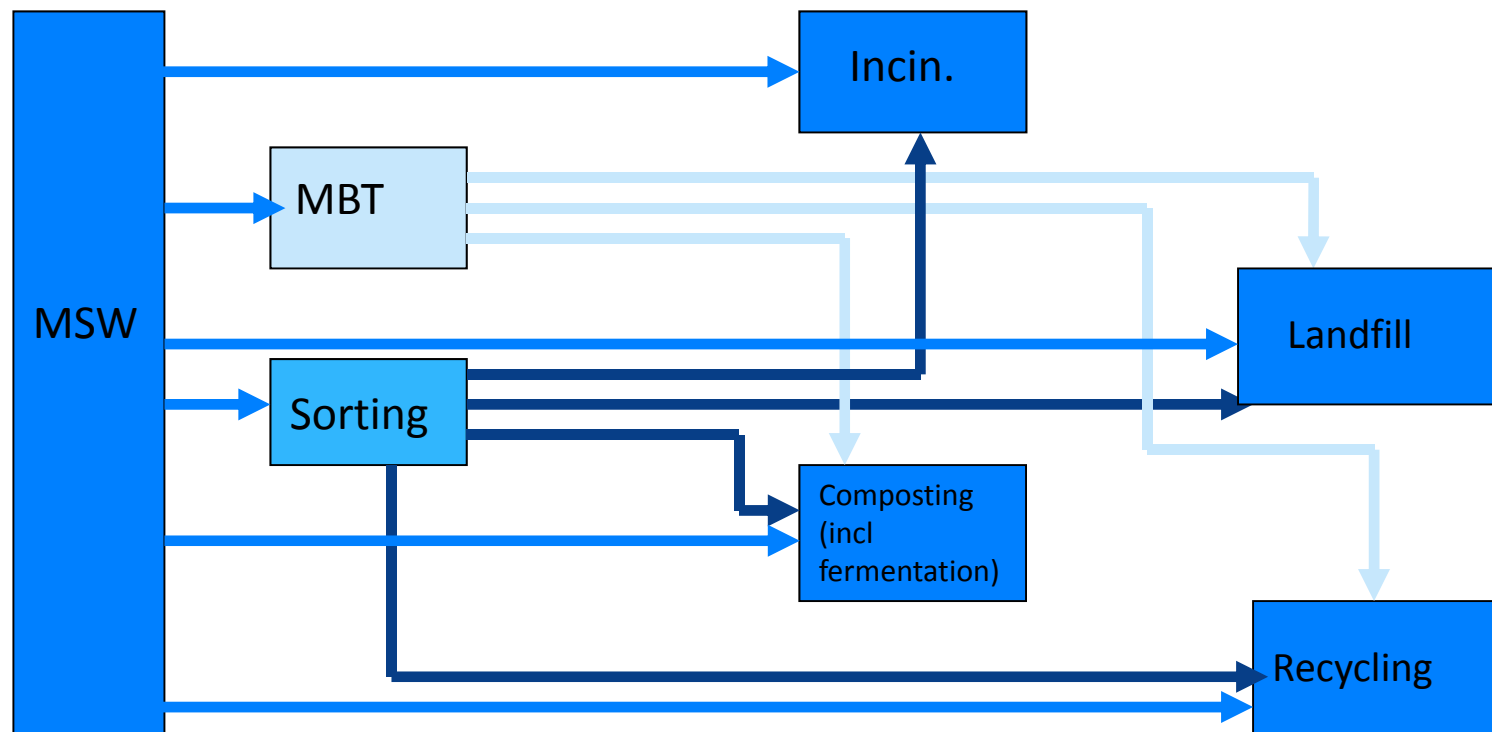 Incin.
MBT
MSW
Landfill
Sorting
Composting
(incl
fermentation)
Recycling